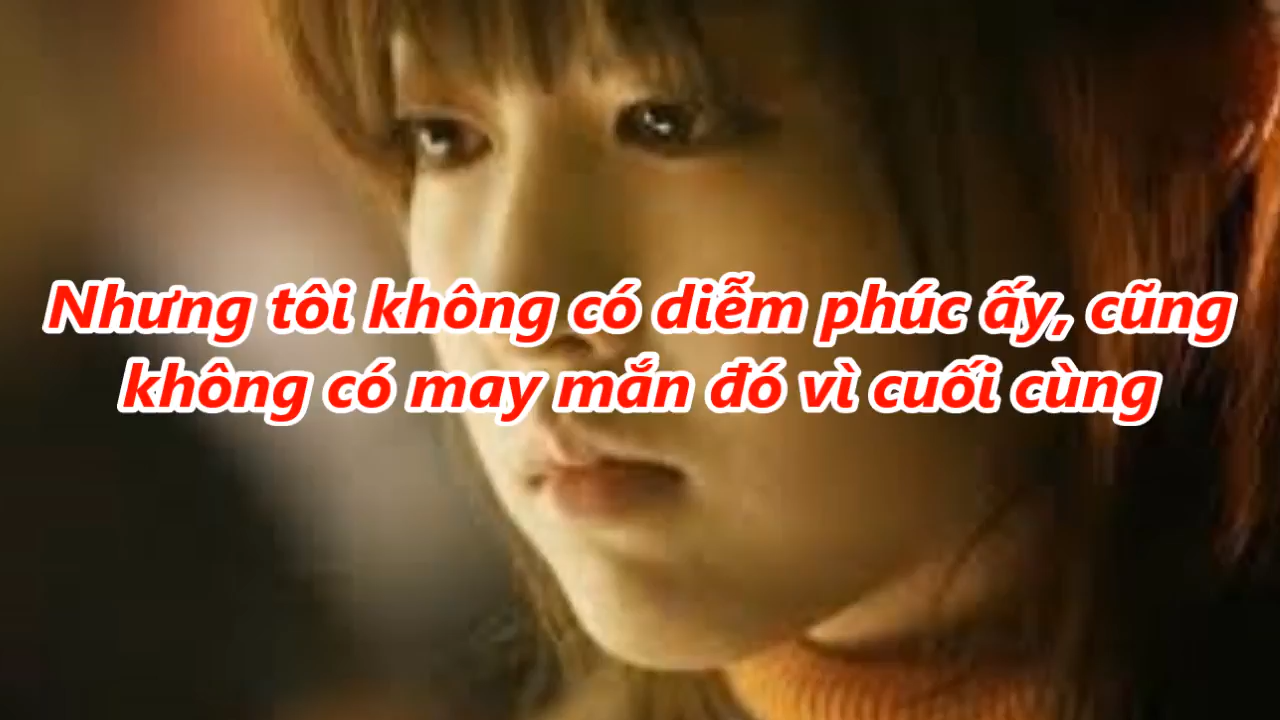 Nhưng tôi không có diễm phúc ấy, cũng
không có may mắn đó vì cuối cùng